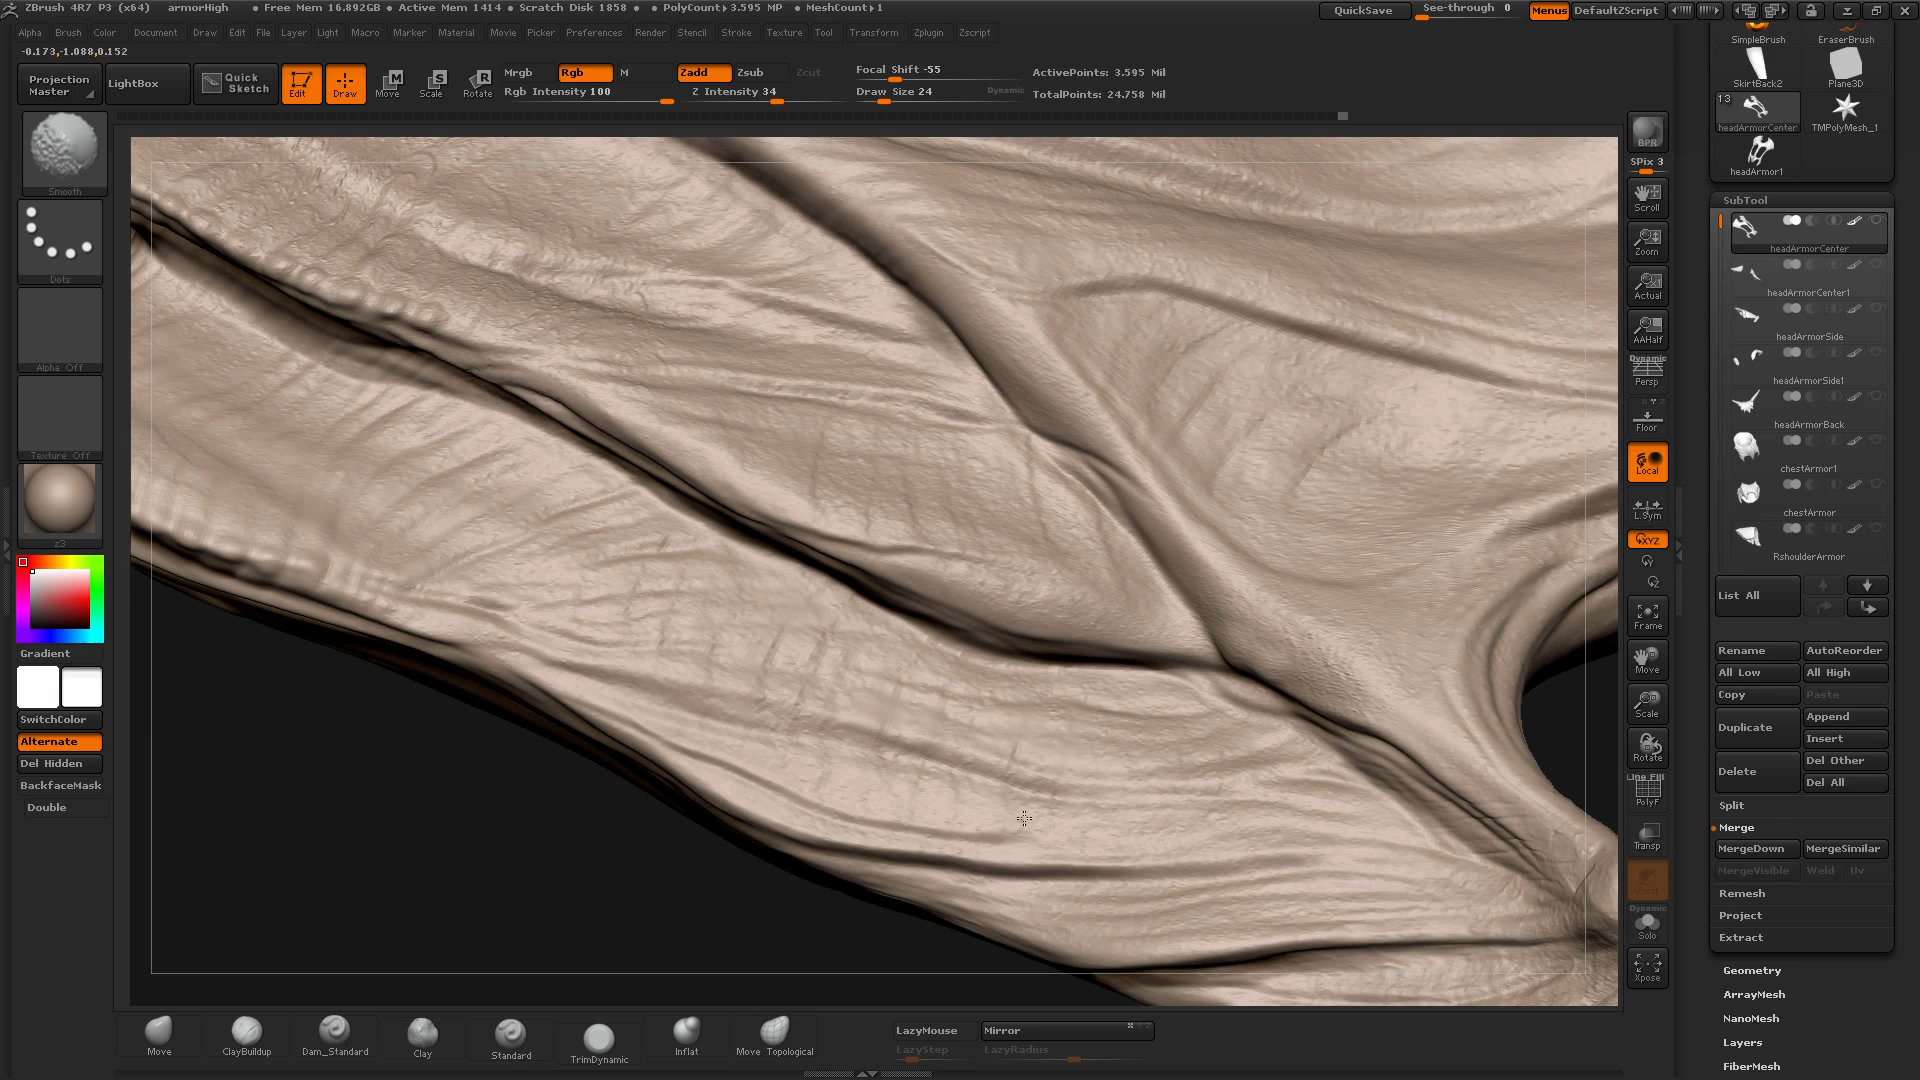 ZBrush 4R7 P3 (x64)   armorHigh   • Free Mem 16.892GB • Active Mem 1414 • Scratch Disk 1858 • • PolyCount▸3.595 MP • MeshCount▸1
QuickSave See-through 0 Menus DefaultZScript
Alpha Brush Color Document Draw Edit File Layer Light Macro Marker Material Movie Picker Preferences Render Stencil Stroke Texture Tool Transform Zplugin Zscript
-0.173,-1.088,0.152
Projection Master
LightBox
Quick Sketch
Edit
Draw
Move
Scale
Rotate
Mrgb Rgb M
Rgb Intensity 100
Zadd Zsub Zcut
Z Intensity 34
Focal Shift -55
Draw Size 24
Dynamic
ActivePoints: 3.595 Mil
TotalPoints: 24.758 Mil
Smooth
Dots
Alpha Off
Texture Off
z3
Gradient
SwitchColor
Alternate
Del Hidden
BackfaceMask
Double
BPR
SPix 3
Scroll
Zoom
Actual
AAHalf
Dynamic
Persp
Floor
Local
L.Sym
XYZ
Y
Z
Frame
Move
Scale
Rotate
Line Fill
PolyF
Transp
Dynamic
Solo
Xpose
SimpleBrush EraserBrush
SkirtBack2 Plane3D
13
headArmorCenter TMPolyMesh_1
headArmor1
SubTool
headArmorCenter
headArmorCenter1
headArmorSide
headArmorSide1
headArmorBack
chestArmor1
chestArmor
RshoulderArmor
List All
Rename AutoReorder
All Low All High
Copy Paste
Duplicate Append
Insert
Delete Del Other
Del All
Split
Merge
MergeDown MergeSimilar
MergeVisible Weld Uv
Remesh
Project
Extract
Geometry
ArrayMesh
NanoMesh
Layers
FiberMesh
Move
ClayBuildup
Dam_Standard
Clay
Standard
TrimDynamic
Inflat
Move Topological
LazyMouse Mirror
LazyStep LazyRadius